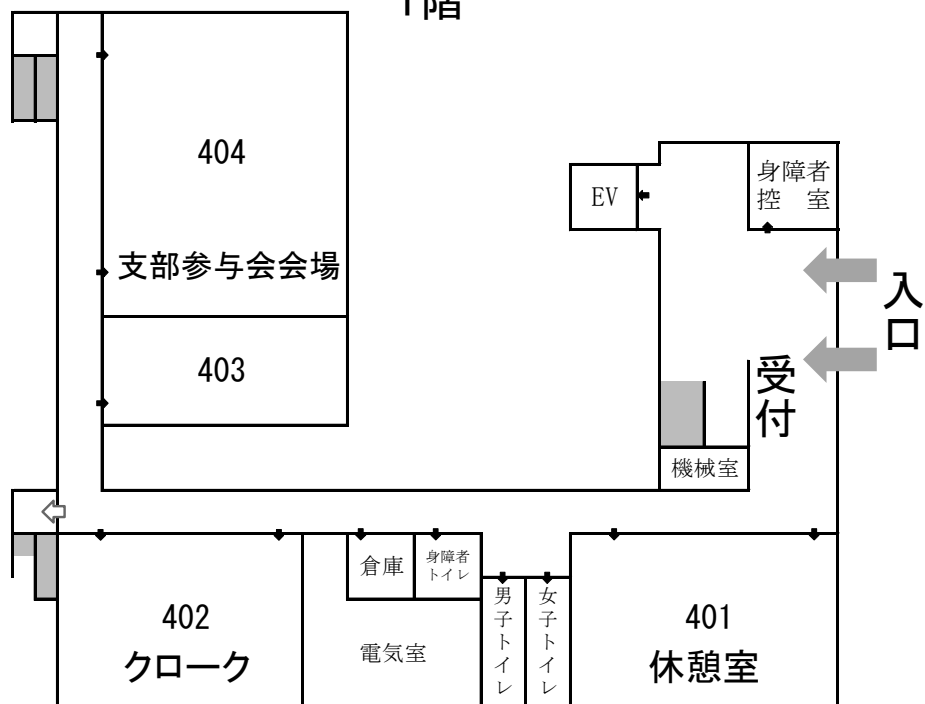 1階
404
支部参与会会場
403
EV
身障者
控　室
入口
受付
機械室
倉庫
身障者
トイレ
男子トイレ
女子トイレ
402
クローク
電気室
401
休憩室